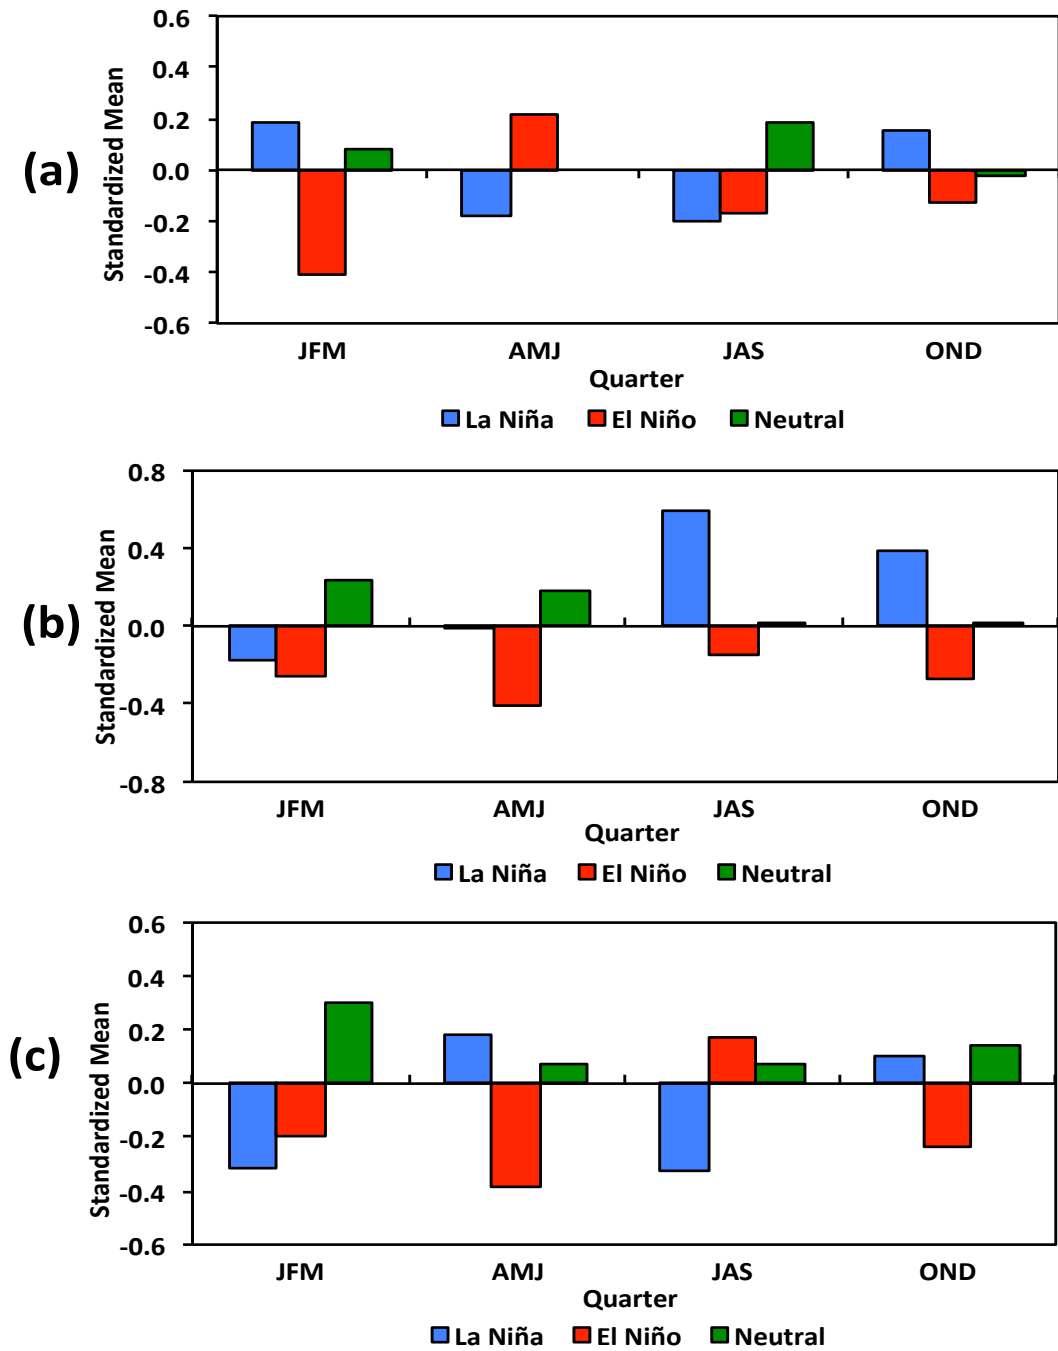 (a)
Standardized Mean
0.6
0.4
0.2
0.0
-0.2
-0.4
-0.6
JFM AMJ JAS OND
Quarter
La Niña El Niño Neutral
(b)
Standardized Mean
0.8
0.4
0.0
-0.4
-0.8
JFM AMJ JAS OND
Quarter
La Niña El Niño Neutral
(c)
Standardized Mean
0.6
0.4
0.2
0.0
-0.2
-0.4
-0.6
JFM AMJ JAS OND
Quarter
La Niña El Niño Neutral